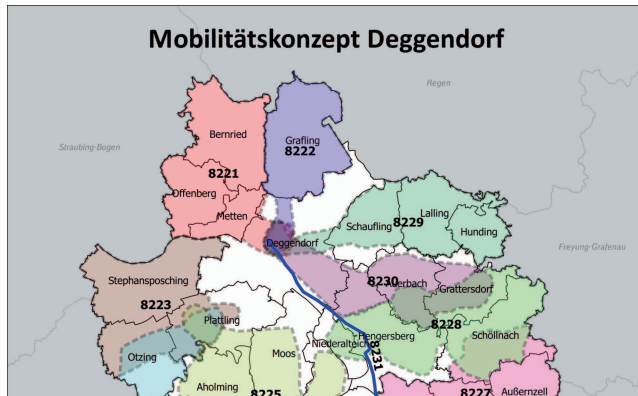 Mobilitätskonzept Deggendorf
Regen
Straubing-Bogen
Bernried
Grafling
8222
8221
Offenberg
Metten
Schaufling
8229
Lalling
Hunding
Deggendorf
Freyung-Grafenau
Stephansposching
8230
Grattersdorf
8223
Plattling
8228
Niederalteich
Hengersberg
Schöllnach
Otzing
Moos
8231
Aholming
8225
8227
Außernzell